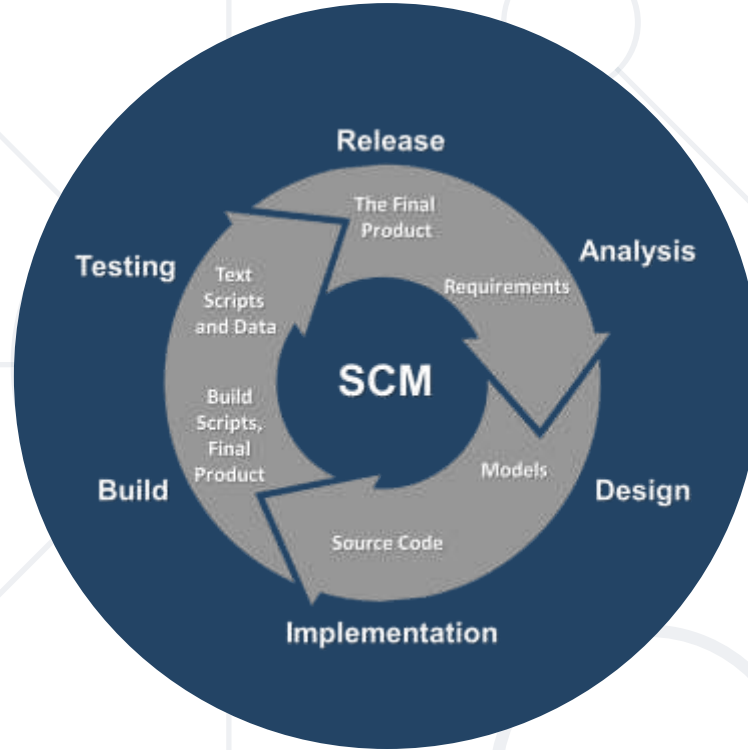 Release
The Final
Product
Analysis
Requirements
Testing
Text
Scripts
and Data
SCM
Build
Scripts,
Final
Product
Models
Build
Design
Source Code
Implementation